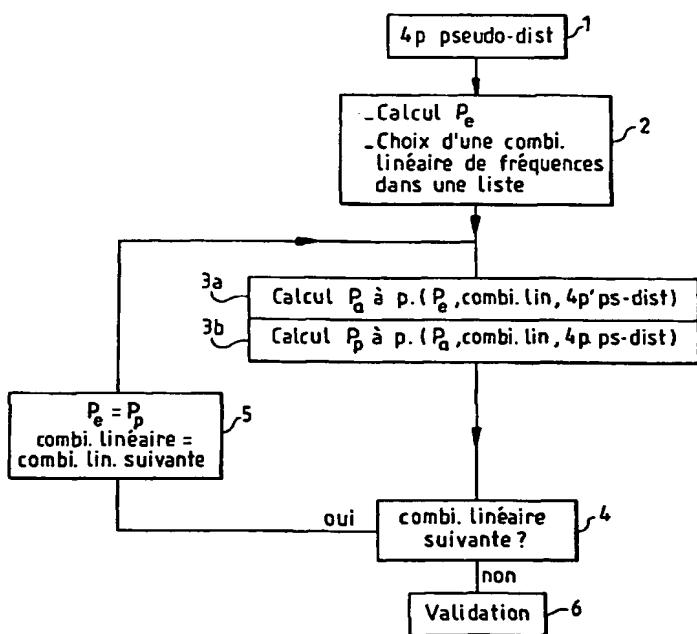 4p pseudo-dist
1
-Calcul Pe
-Choix d'une combi.
linéaire de fréquences
dans une liste
2
3a
Calcul Pa à p.(Pe,combi.lin,4p'ps-dist)
3b
Calcul Pp à p.(Pa,combi.lin,4p.ps-dist)
Pe = Pp
combi. linéaire =
combi. lin. suivante
5
oui
combi. linéaire
suivante ?
4
non
Validation
6